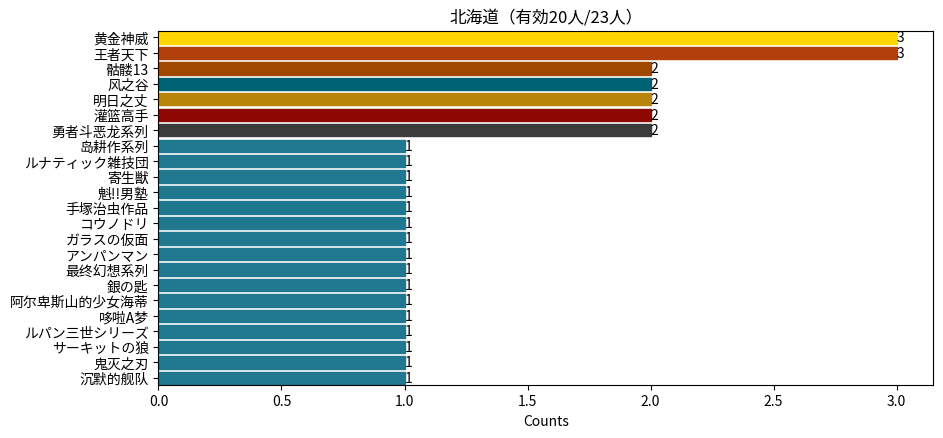 北海道（有効20人/23人）
黄金神威 3
王者天下 3
骷髅13 2
风之谷 2
明日之丈 2
灌篮高手 2
勇者斗恶龙系列 2
岛耕作系列 1
ルナティック雑技団 1
寄生獣 1
魁!!男塾 1
手塚治虫作品 1
コウノドリ 1
ガラスの仮面 1
アンパンマン 1
最终幻想系列 1
銀の匙 1
阿尔卑斯山的少女海蒂 1
哆啦A梦 1
ルパン三世シリーズ 1
サーキットの狼 1
鬼灭之刃 1
沉默的舰队 1
0.0 0.5 1.0 1.5 2.0 2.5 3.0
Counts